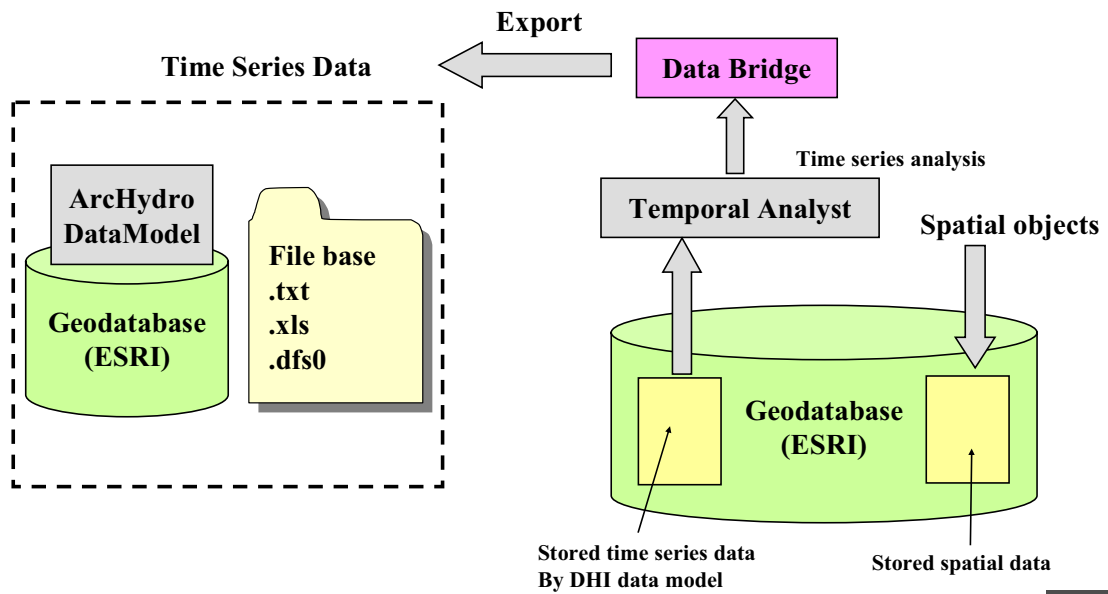 Export
Time Series Data
Data Bridge
Time series analysis
ArcHydro
DataModel
Temporal Analyst
Spatial objects
File base
.txt
.xls
.dfs0
Geodatabase
(ESRI)
Geodatabase
(ESRI)
Stored time series data
By DHI data model
Stored spatial data